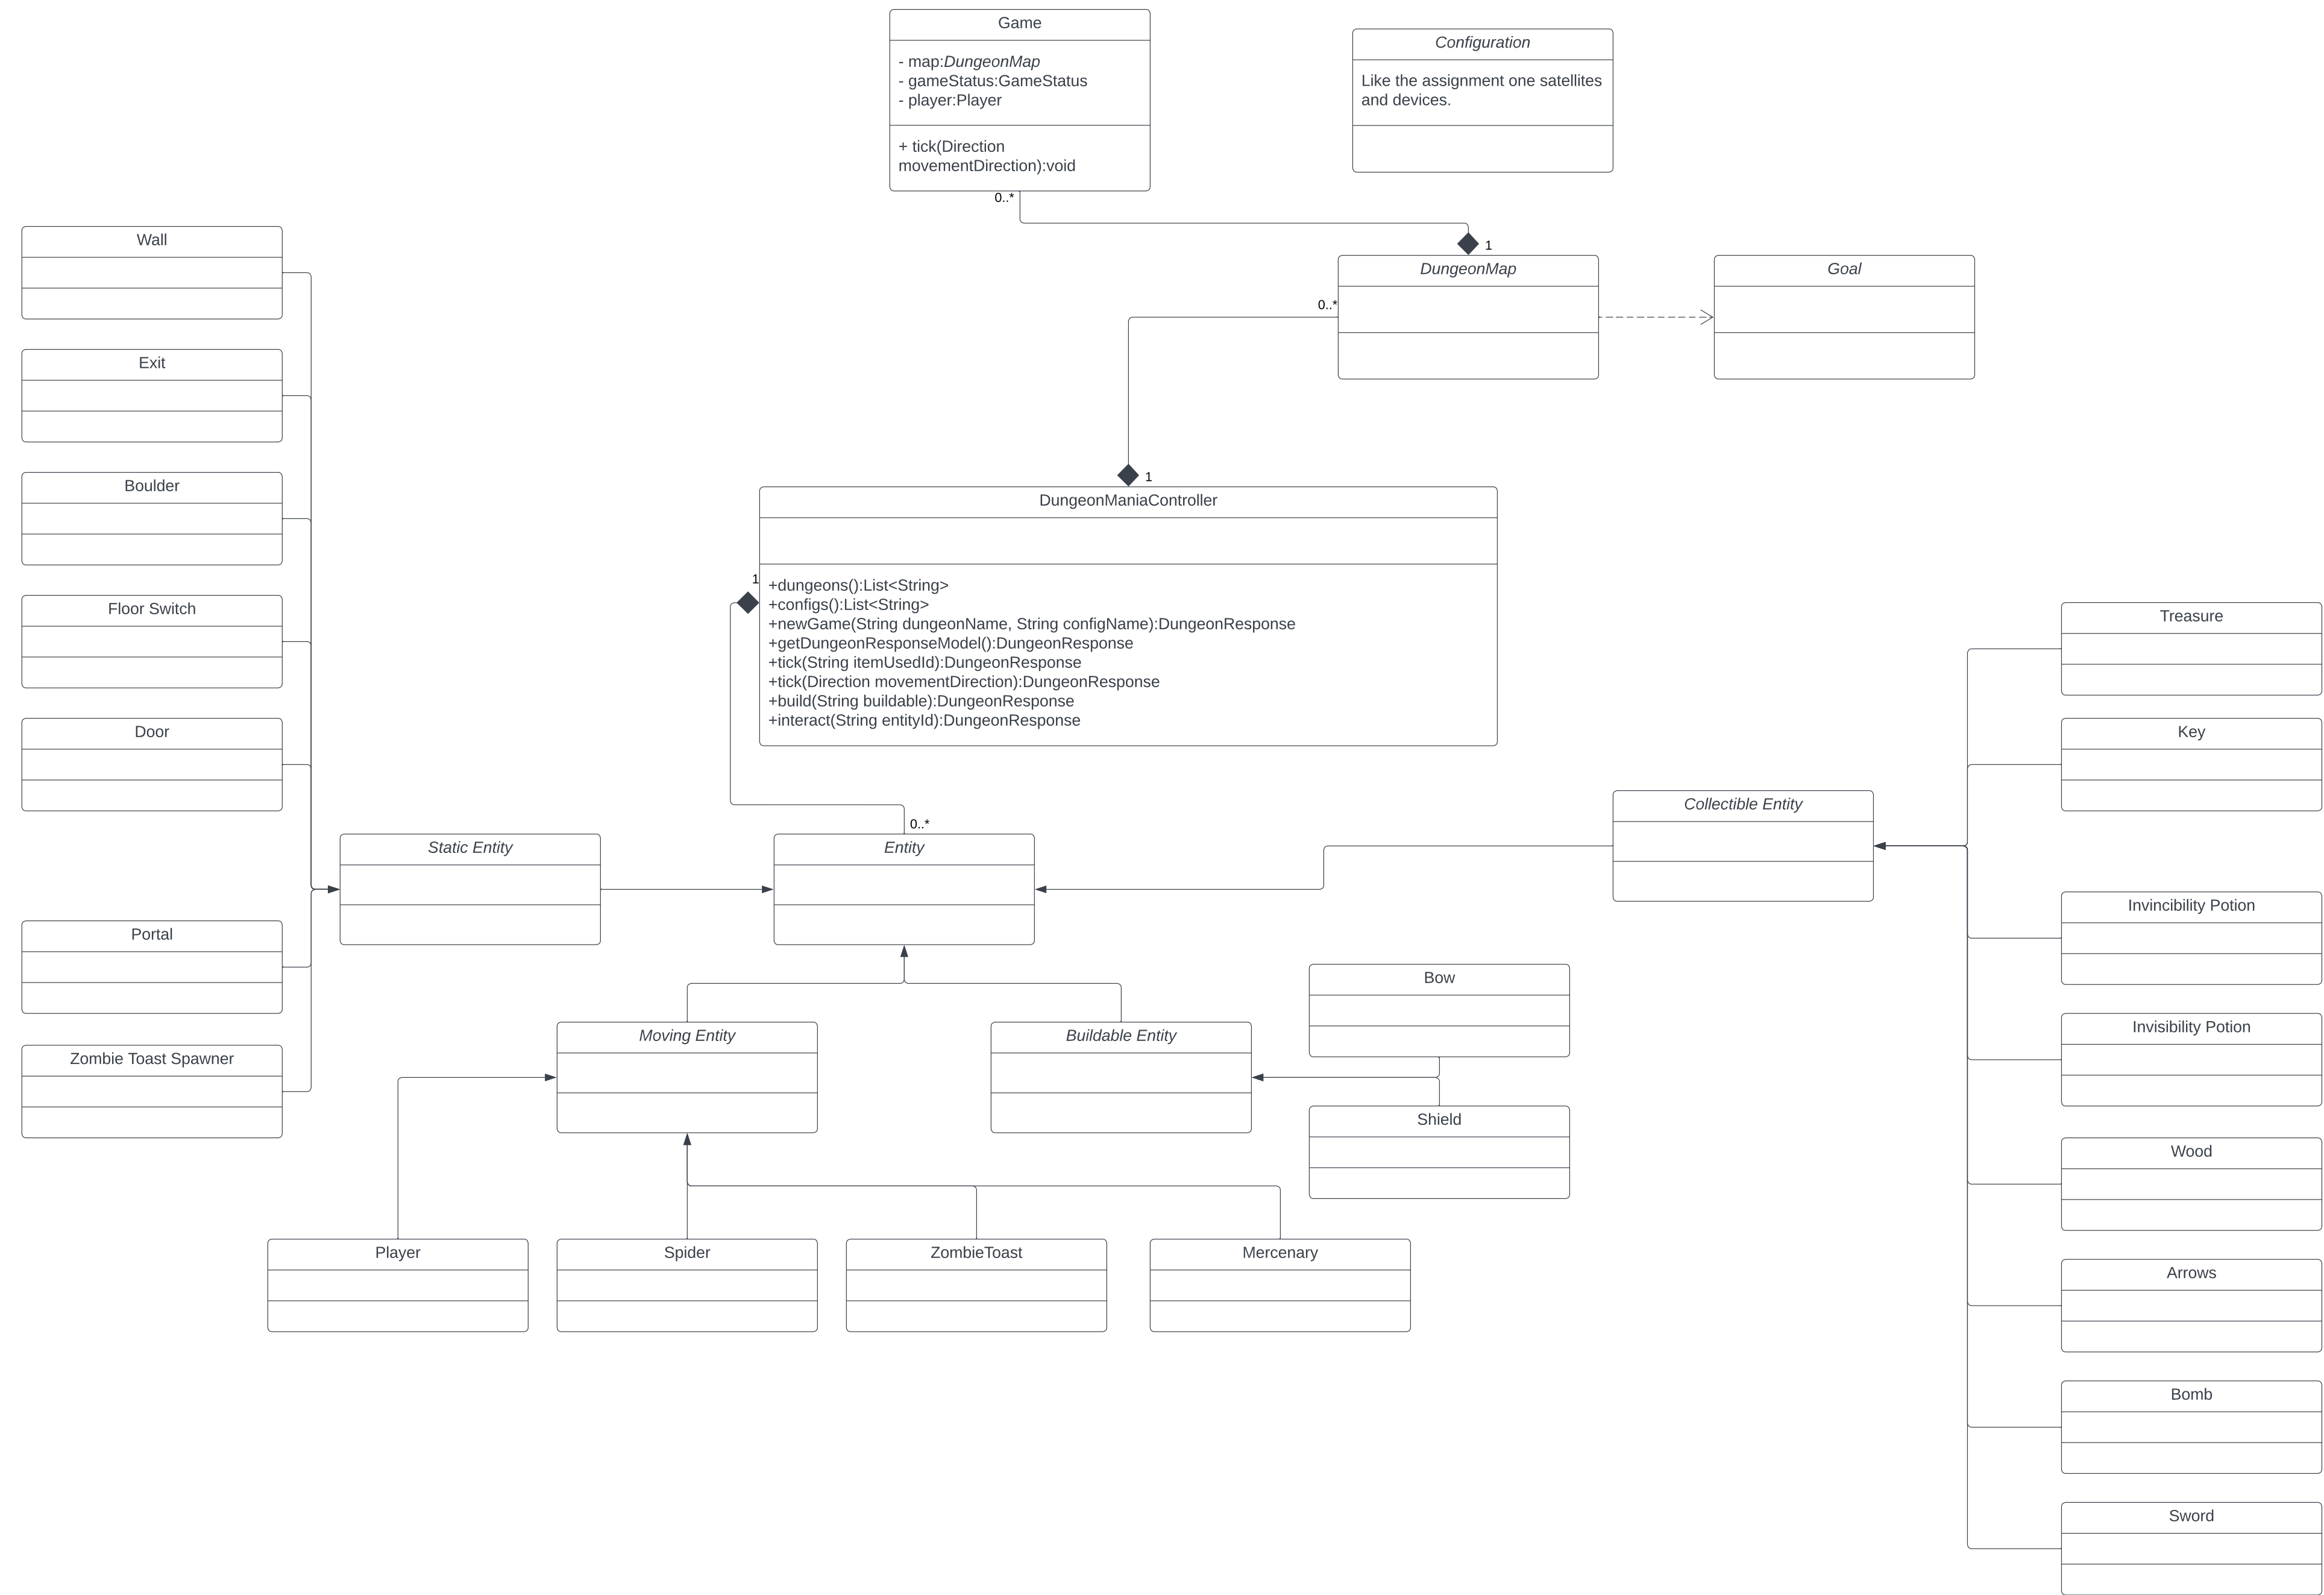 Game
- map:DungeonMap
- gameStatus:GameStatus
- player:Player
+ tick(Direction
movementDirection):void
Configuration
Like the assignment one satellites
and devices.
0..*
1
Wall
DungeonMap
Goal
0..*
Exit
1
Boulder
DungeonManiaController
1
+dungeons():List<String>
+configs():List<String>
+newGame(String dungeonName, String configName):DungeonResponse
+getDungeonResponseModel():DungeonResponse
+tick(String itemUsedId):DungeonResponse
+tick(Direction movementDirection):DungeonResponse
+build(String buildable):DungeonResponse
+interact(String entityId):DungeonResponse
Floor Switch
Treasure
Door
Key
0..*
Collectible Entity
Static Entity
Entity
Portal
Invincibility Potion
Bow
Moving Entity
Buildable Entity
Invisibility Potion
Zombie Toast Spawner
Shield
Wood
Player
Spider
ZombieToast
Mercenary
Arrows
Bomb
Sword